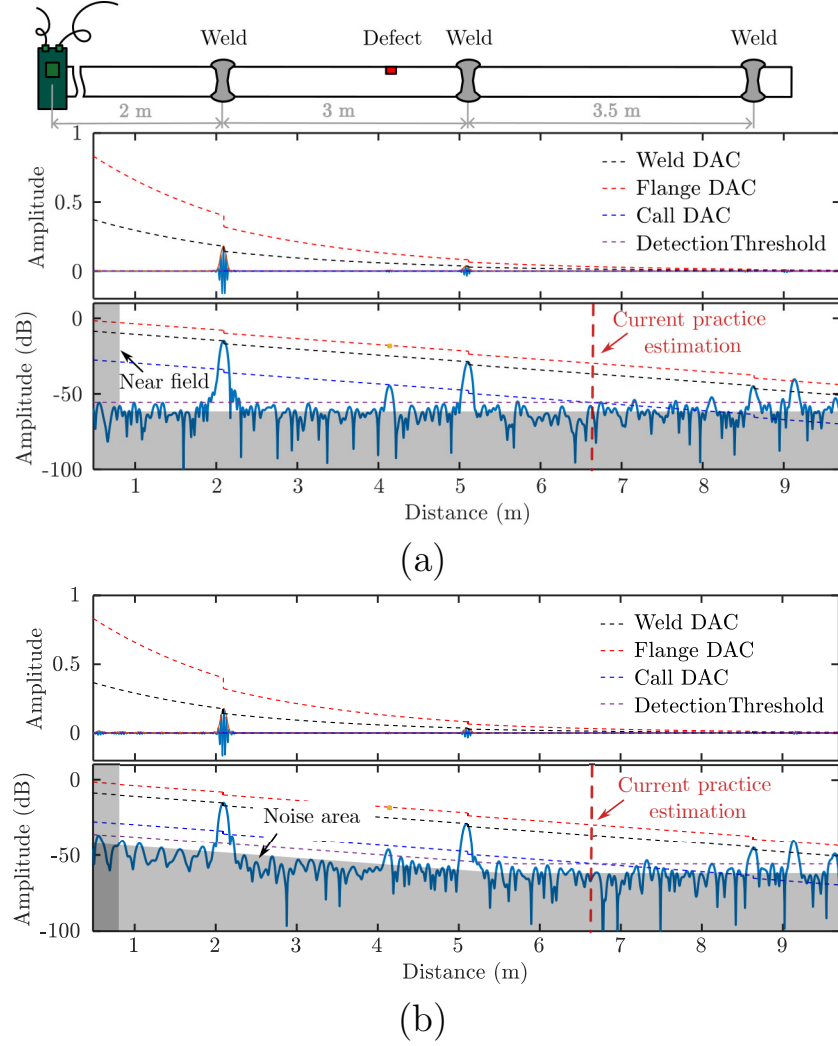 Weld Defect Weld Weld
2 m 3 m 3.5 m
1
0.5
0
Amplitude
Weld DAC
Flange DAC
Call DAC
DetectionThreshold
0
-50
-100
Amplitude (dB)
Near field
Current practice
estimation
1 2 3 4 5 6 7 8 9
Distance (m)
(a)
1
0.5
0
Amplitude
Weld DAC
Flange DAC
Call DAC
DetectionThreshold
0
-50
-100
Amplitude (dB)
Noise area
Current practice
estimation
1 2 3 4 5 6 7 8 9
Distance (m)
(b)